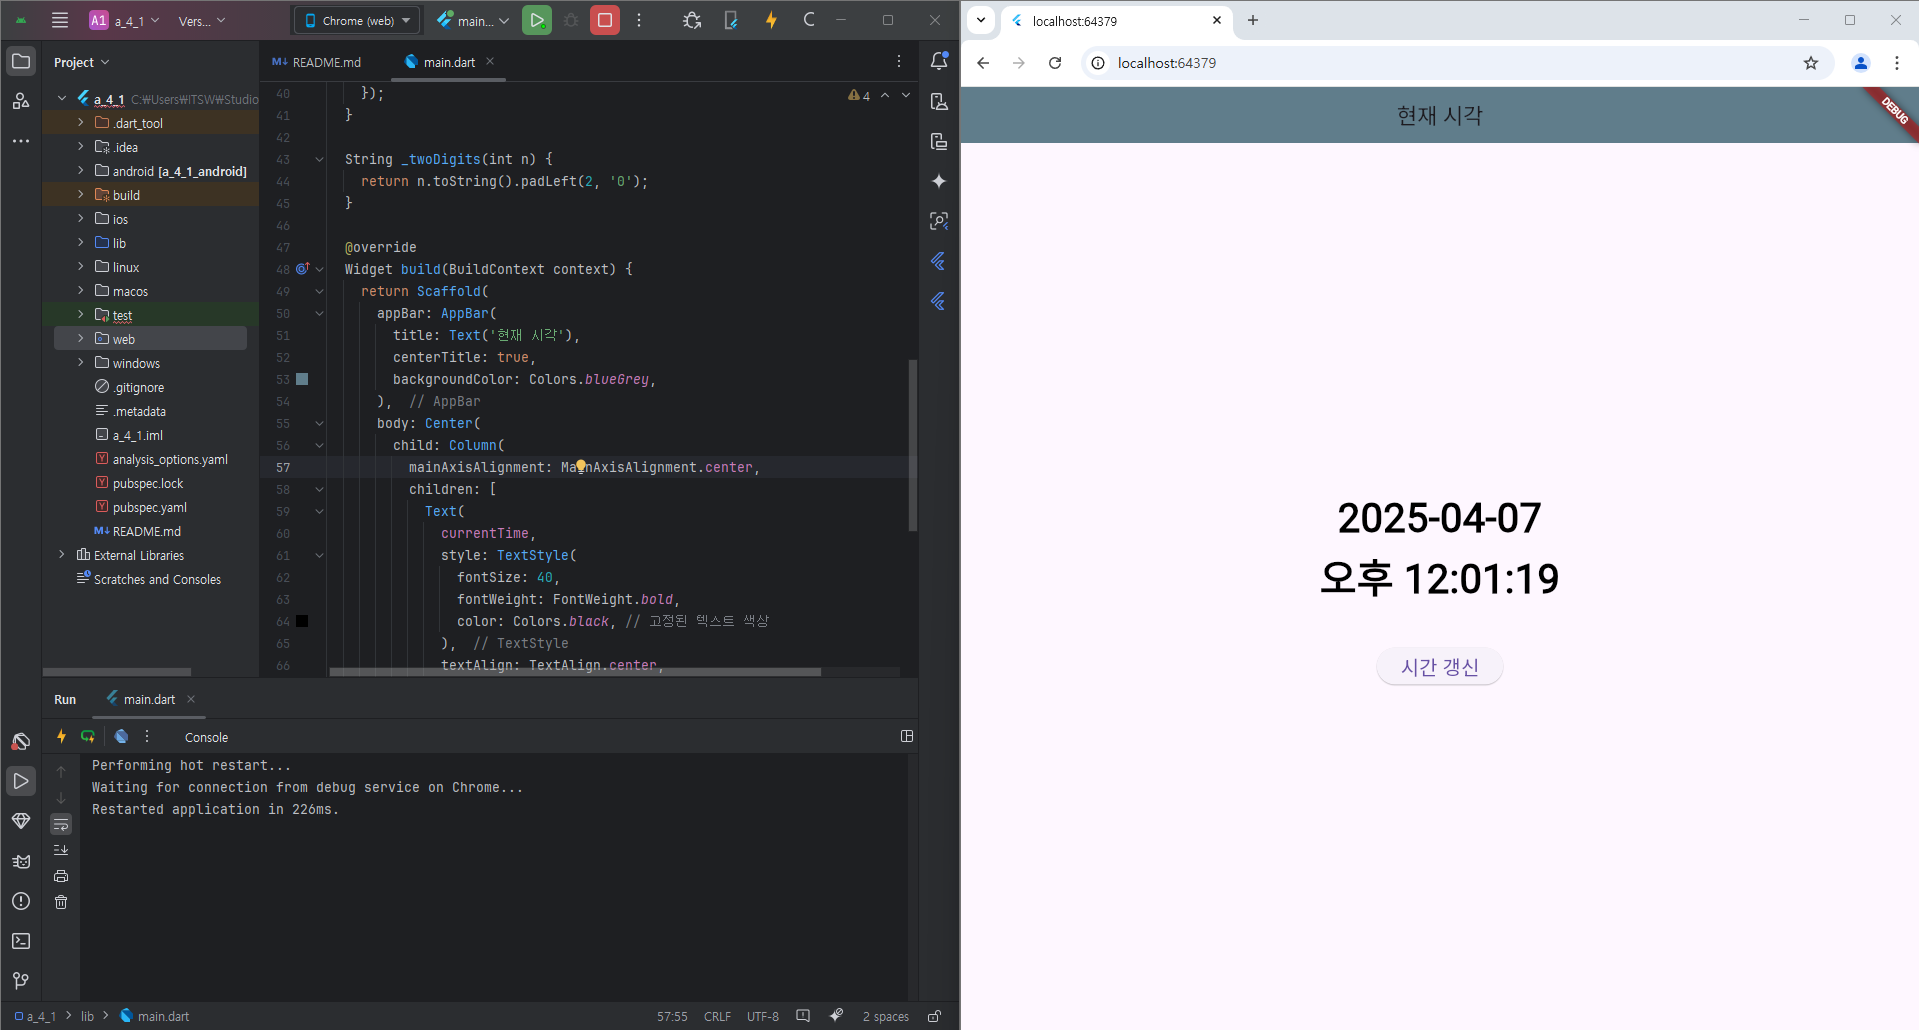 A1 a_4_1 Vers... Chrome (web) main...
Project
README.md
main.dart
a_4_1 C:₩Users₩ITSW₩Studio
.dart_tool
.idea
android [a_4_1_android]
build
ios
lib
linux
macos
test
web
windows
.gitignore
.metadata
a_4_1.iml
analysis_options.yaml
pubspec.lock
pubspec.yaml
M↓ README.md
External Libraries
Scratches and Consoles
4
40 });
41 }
42
43 String _twoDigits(int n) {
44 return n.toString().padLeft(2, '0');
45 }
46
47 @override
48 Widget build(BuildContext context) {
49 return Scaffold(
50 appBar: AppBar(
51 title: Text('현재 시각'),
52 centerTitle: true,
53 backgroundColor: Colors.blueGrey,
54 ), // AppBar
55 body: Center(
56 child: Column(
57 mainAxisAlignment: MainAxisAlignment.center,
58 children: [
59 Text(
60 currentTime,
61 style: TextStyle(
62 fontSize: 40,
63 fontWeight: FontWeight.bold,
64 color: Colors.black, // 고정된 텍스트 색상
65 ), // TextStyle
66 textAlign: TextAlign.center,
Run main.dart
Console
Performing hot restart...
Waiting for connection from debug service on Chrome...
Restarted application in 226ms.
a_4_1 > lib > main.dart
57:55 CRLF UTF-8 2 spaces
localhost:64379
localhost:64379
현재 시각
DEBUG
2025-04-07
오후 12:01:19
시간 갱신